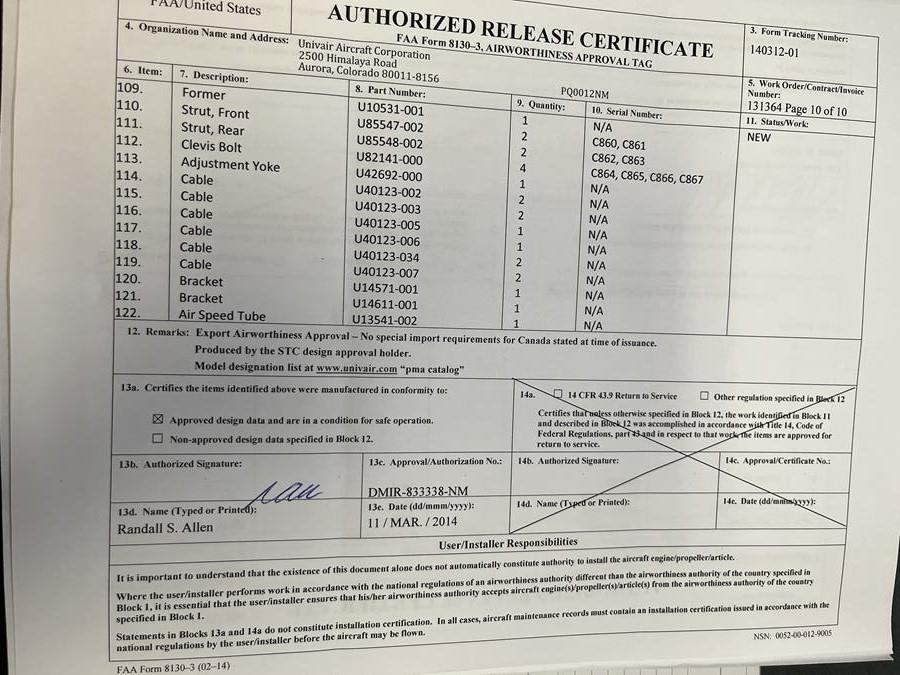 FAA/United States
AUTHORIZED RELEASE CERTIFICATE
FAA Form 8130–3, AIRWORTHINESS APPROVAL TAG
3. Form Tracking Number:
140312-01
4. Organization Name and Address: Univair Aircraft Corporation
2500 Himalaya Road
Aurora, Colorado 80011-8156
PQ0012NM
5. Work Order/Contract/Invoice
Number:
131364 Page 10 of 10
6. Item: 7. Description: 8. Part Number: 9. Quantity: 10. Serial Number: 11. Status/Work:
109. Former U10531-001 1 N/A NEW
110. Strut, Front U85547-002 2 C860, C861
111. Strut, Rear U85548-002 2 C862, C863
112. Clevis Bolt U82141-000 4 C864, C865, C866, C867
113. Adjustment Yoke U42692-000 1 N/A
114. Cable U40123-002 2 N/A
115. Cable U40123-003 2 N/A
116. Cable U40123-005 1 N/A
117. Cable U40123-006 1 N/A
118. Cable U40123-034 2 N/A
119. Cable U40123-007 2 N/A
120. Bracket U14571-001 1 N/A
121. Bracket U14611-001 1 N/A
122. Air Speed Tube U13541-002 1 N/A
12. Remarks: Export Airworthiness Approval – No special import requirements for Canada stated at time of issuance.
Produced by the STC design approval holder.
Model designation list at www.univair.com "pma catalog"
13a. Certifies the items identified above were manufactured in conformity to:
☒ Approved design data and are in a condition for safe operation.
☐ Non-approved design data specified in Block 12.
14a. ☐ 14 CFR 43.9 Return to Service ☐ Other regulation specified in Block 12
Certifies that unless otherwise specified in Block 12, the work identified in Block 11
and described in Block 12 was accomplished in accordance with Title 14, Code of
Federal Regulations, part 43 and in respect to that work, the items are approved for
return to service.
13b. Authorized Signature:
13c. Approval/Authorization No.:
DMIR-833338-NM
14b. Authorized Signature:
14c. Approval/Certificate No.:
13d. Name (Typed or Printed):
Randall S. Allen
13e. Date (dd/mmm/yyyy):
11 / MAR. / 2014
14d. Name (Typed or Printed):
14e. Date (dd/mmm/yyyy):
User/Installer Responsibilities
It is important to understand that the existence of this document alone does not automatically constitute authority to install the aircraft engine/propeller/article.
Where the user/installer performs work in accordance with the national regulations of an airworthiness authority different than the airworthiness authority of the country specified in
Block 1, it is essential that the user/installer ensures that his/her airworthiness authority accepts aircraft engine(s)/propeller(s)/article(s) from the airworthiness authority of the country
specified in Block 1.
Statements in Blocks 13a and 14a do not constitute installation certification. In all cases, aircraft maintenance records must contain an installation certification issued in accordance with the
national regulations by the user/installer before the aircraft may be flown.
FAA Form 8130–3 (02–14)
NSN: 0052-00-012-9005